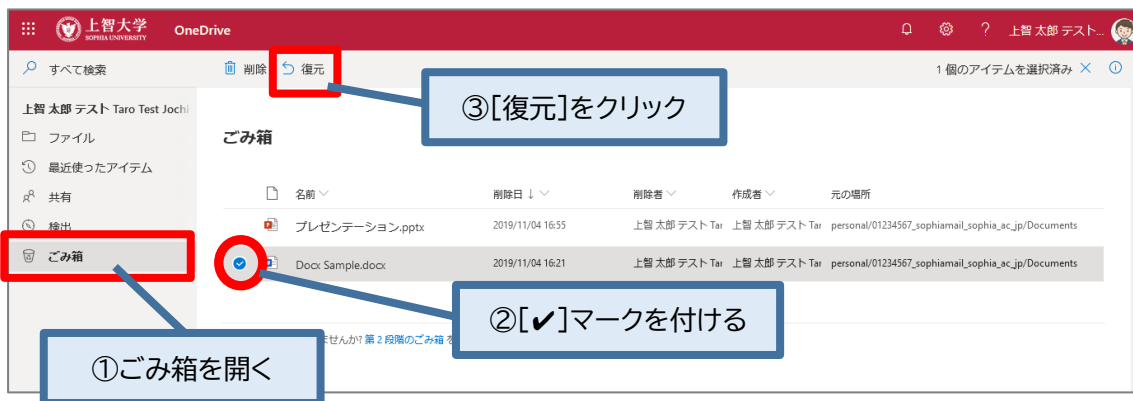 上智大学
SOPHIA UNIVERSITY
OneDrive
? 上智 太郎 テスト...
すべて検索
削除
復元
1 個のアイテムを選択済み
③[復元]をクリック
上智 太郎 テスト Taro Test Jochi
ファイル
ごみ箱
最近使ったアイテム
共有
名前
削除日 ↓
削除者
作成者
元の場所
検出
プレゼンテーション.pptx
2019/11/04 16:55
上智 太郎 テスト Tar
上智 太郎 テスト Tar
personal/01234567_sophiamail_sophia_ac_jp/Documents
ごみ箱
Docx Sample.docx
2019/11/04 16:21
上智 太郎 テスト Tar
上智 太郎 テスト Tar
personal/01234567_sophiamail_sophia_ac_jp/Documents
②[✔]マークを付ける
ませんか? 第 2 段階のごみ箱 を
①ごみ箱を開く